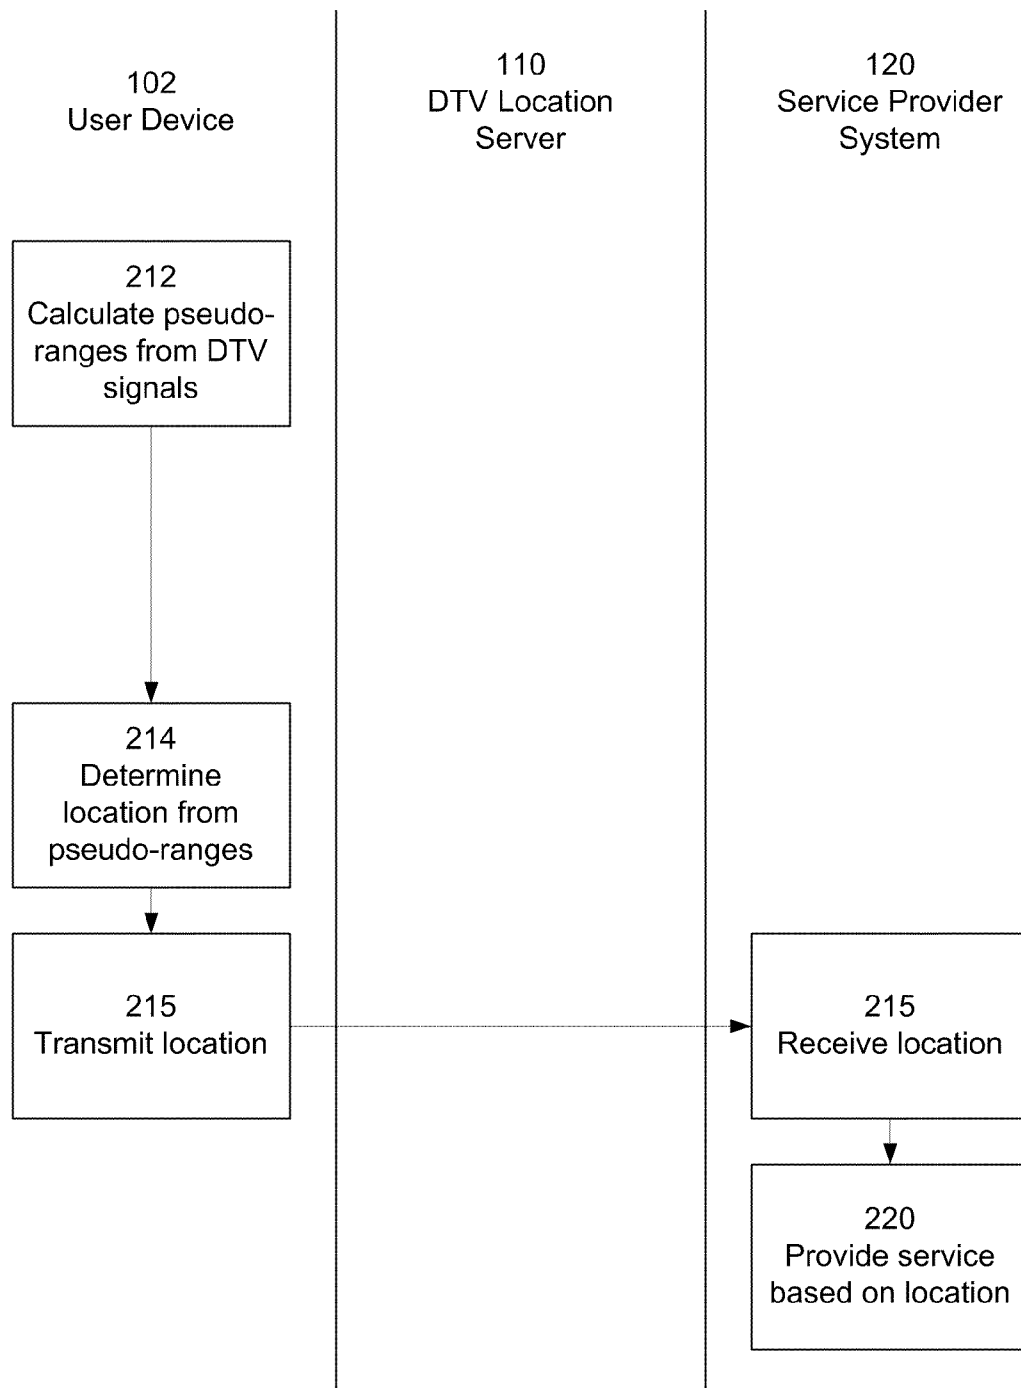 102
User Device
110
DTV Location
Server
120
Service Provider
System
212
Calculate pseudo-
ranges from DTV
signals
214
Determine
location from
pseudo-ranges
215
Transmit location
215
Receive location
220
Provide service
based on location